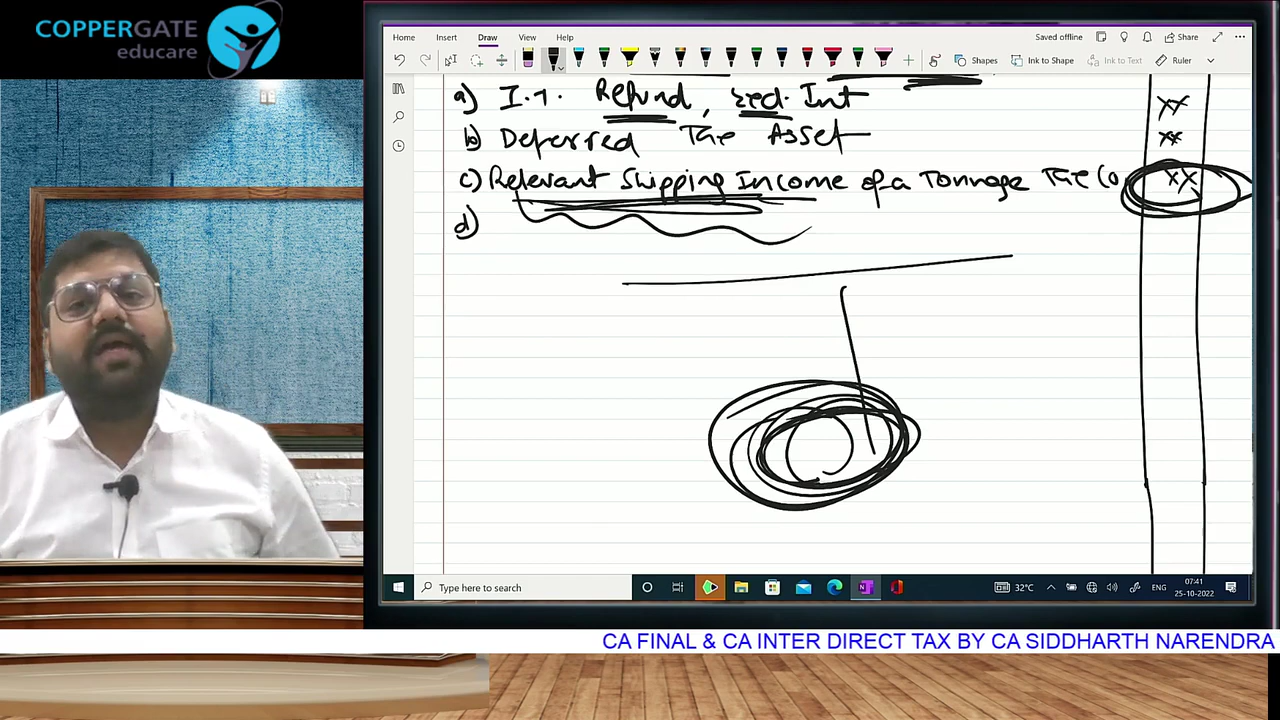 COPPERGATE
educare
Home Insert Draw View Help
Saved offline
Share
Shapes
Ink to Shape
Ink to Text
Ruler
a) I.T. Refund, Int
b) Deferred Tax Asset
c) Relevant Shipping Income of a Tonnage Tax Co
d)
XX
XX
XX
Type here to search
32°C
ENG
07:41
25-10-2022
CA FINAL & CA INTER DIRECT TAX BY CA SIDDHARTH NARENDRA